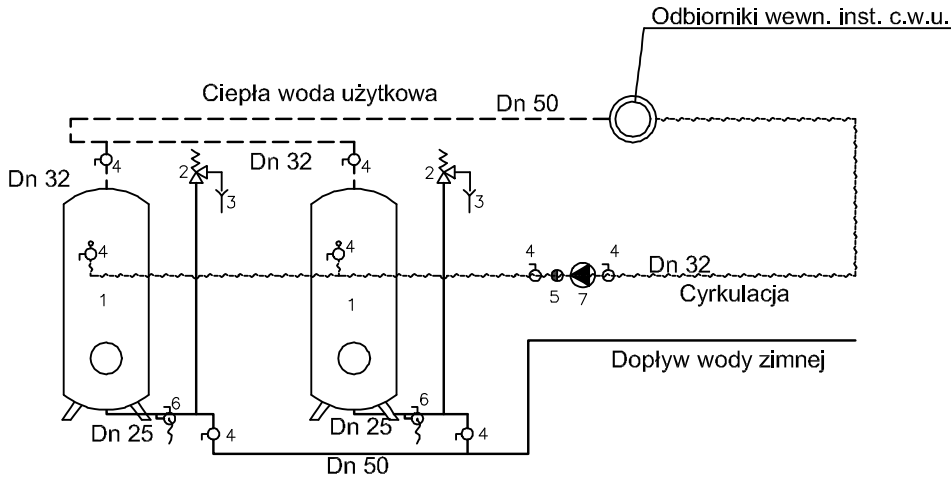 Odbiorniki wewn. inst. c.w.u.
Ciepła woda użytkowa
Dn 50
4
2
Dn 32
4
2
Dn 32
3
3
4
4
4
4
Dn 32
1
1
5
7
Cyrkulacja
Dopływ wody zimnej
6
6
Dn 25
4
Dn 25
4
Dn 50